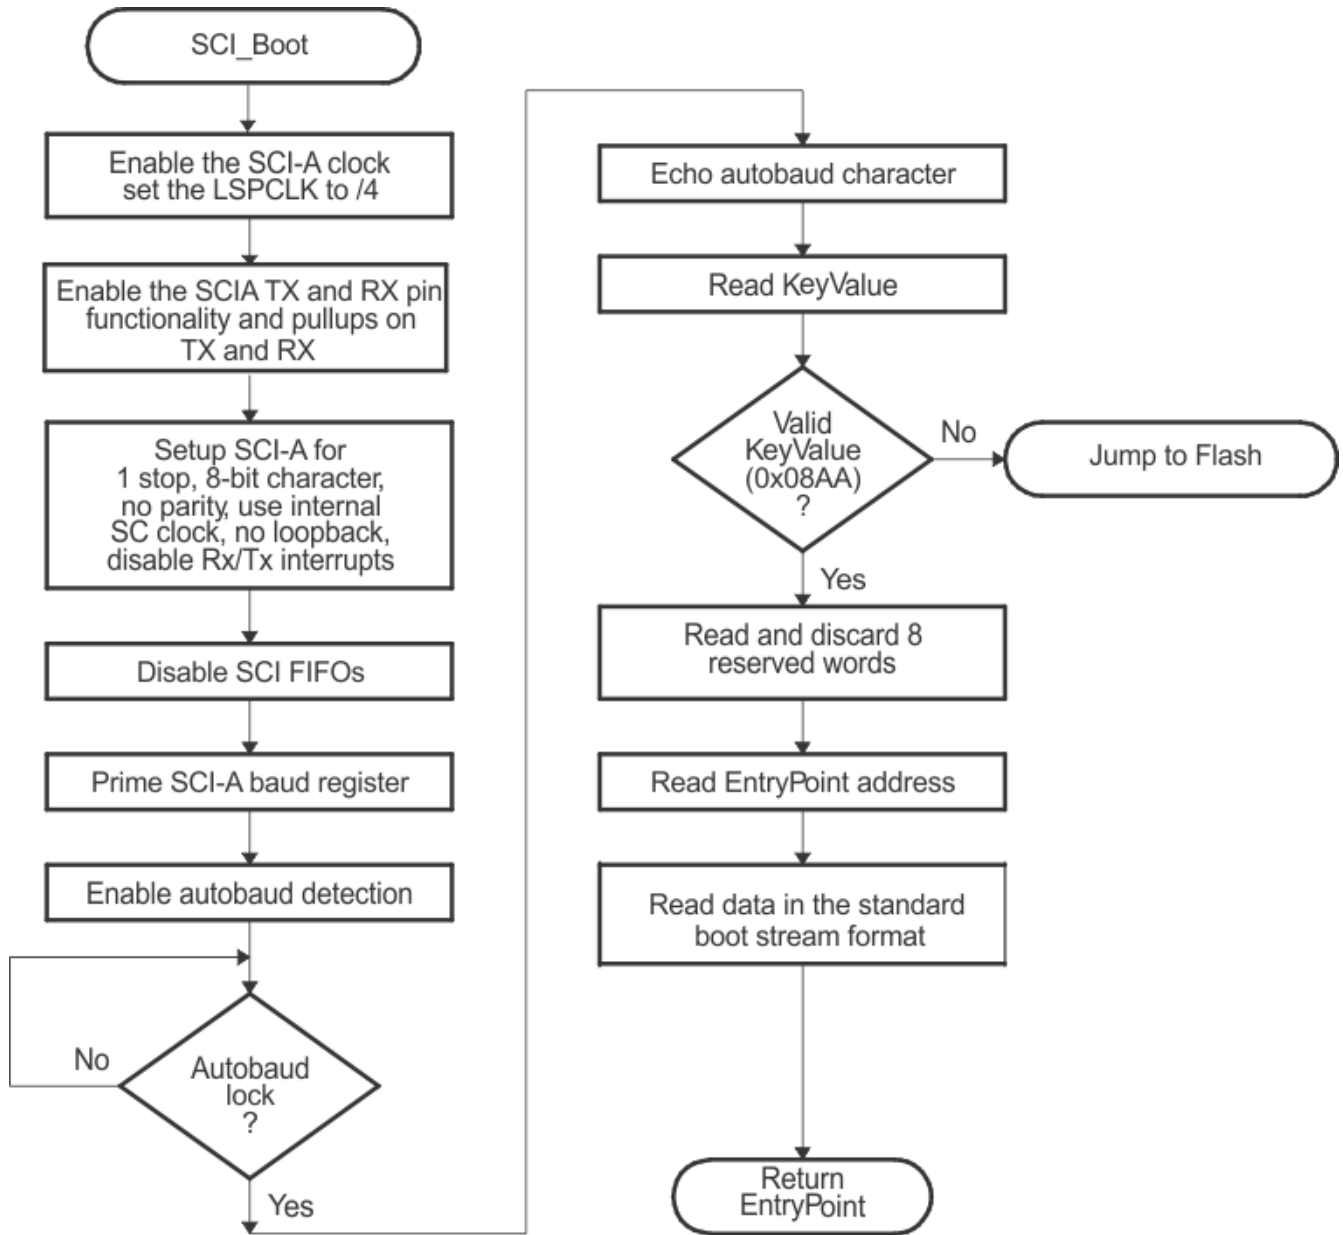 SCI_Boot
Enable the SCI-A clock
set the LSPCLK to /4
Enable the SCIA TX and RX pin
functionality and pullups on
TX and RX
Setup SCI-A for
1 stop, 8-bit character,
no parity, use internal
SC clock, no loopback,
disable Rx/Tx interrupts
Disable SCI FIFOs
Prime SCI-A baud register
Enable autobaud detection
No
Autobaud
lock
?
Yes
Echo autobaud character
Read KeyValue
Valid
KeyValue
(0x08AA)
?
No
Jump to Flash
Yes
Read and discard 8
reserved words
Read EntryPoint address
Read data in the standard
boot stream format
Return
EntryPoint